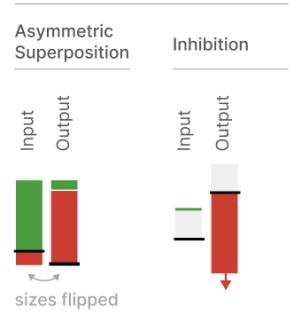 Asymmetric
Superposition
Input
Output
sizes flipped
Inhibition
Input
Output